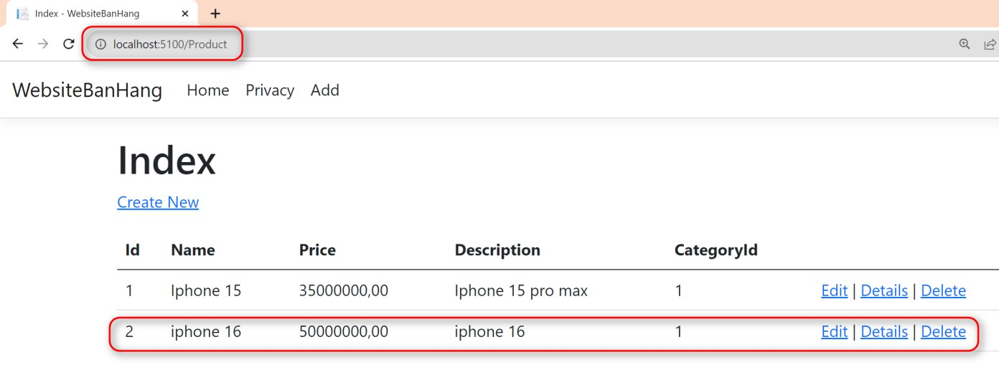 Index - WebsiteBanHang
localhost:5100/Product
WebsiteBanHang Home Privacy Add
Index
Create New
Id Name Price Description CategoryId
1 Iphone 15 35000000,00 Iphone 15 pro max 1 Edit | Details | Delete
2 iphone 16 50000000,00 iphone 16 1 Edit | Details | Delete